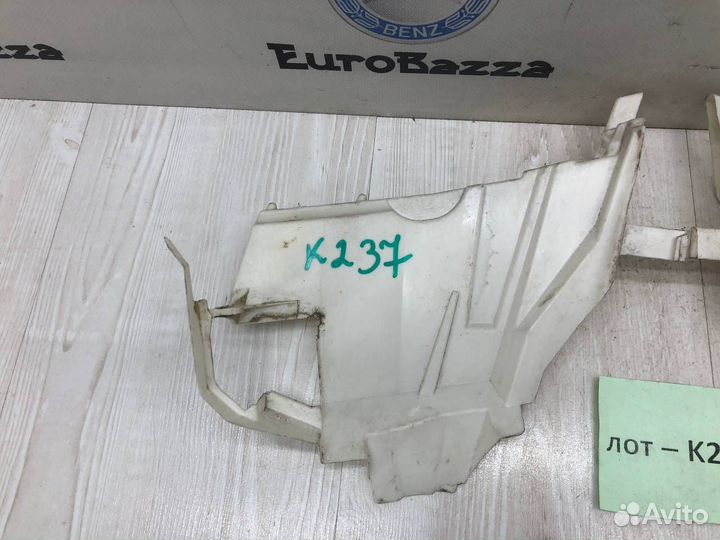 BENZ
EuroBazza
K237
лот – K2
Avito